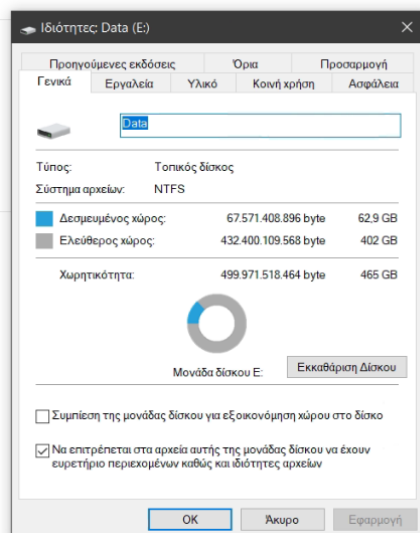 Ιδιότητες: Data (E:)
Προηγούμενες εκδόσεις Όρια Προσαρμογή
Γενικά Εργαλεία Υλικό Κοινή χρήση Ασφάλεια
Data
Τύπος: Τοπικός δίσκος
Σύστημα αρχείων: NTFS
Δεσμευμένος χώρος: 67.571.408.896 byte 62,9 GB
Ελεύθερος χώρος: 432.400.109.568 byte 402 GB
Χωρητικότητα: 499.971.518.464 byte 465 GB
Μονάδα δίσκου E: Εκκαθάριση Δίσκου
Συμπίεση της μονάδας δίσκου για εξοικονόμηση χώρου στο δίσκο
Να επιτρέπεται στα αρχεία αυτής της μονάδας δίσκου να έχουν
ευρετήριο περιεχομένων καθώς και ιδιότητες αρχείων
OK Άκυρο Εφαρμογή